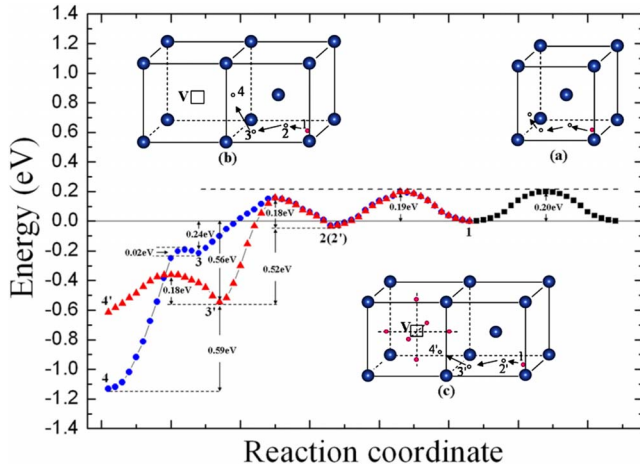 1.4
1.2
1.0
0.8
0.6
0.4
0.2
0.0
-0.2
-0.4
-0.6
-0.8
-1.0
-1.2
-1.4
Energy (eV)
Reaction coordinate
V
4
3
2
1
(b)
(a)
0.18eV
0.19eV
0.20eV
2(2')
1
0.24eV
0.02eV
3
0.56eV
0.52eV
0.18eV
3'
4'
4
0.59eV
V
4'
3'
2'
1
(c)